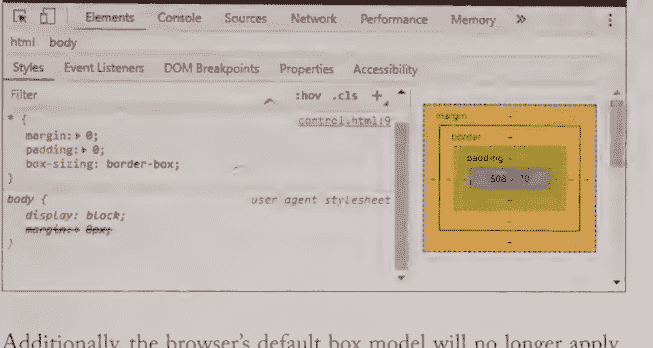 Elements Console Sources Network Performance Memory »
html body
Styles Event Listeners DOM Breakpoints Properties Accessibility
Filter :hov .cls +
* { control.html:9
margin: 0;
padding: 0;
box-sizing: border-box;
}
body { user agent stylesheet
display: block;
margin: 8px;
}
margin
border
padding
Additionally, the browser's default box model will no longer apply